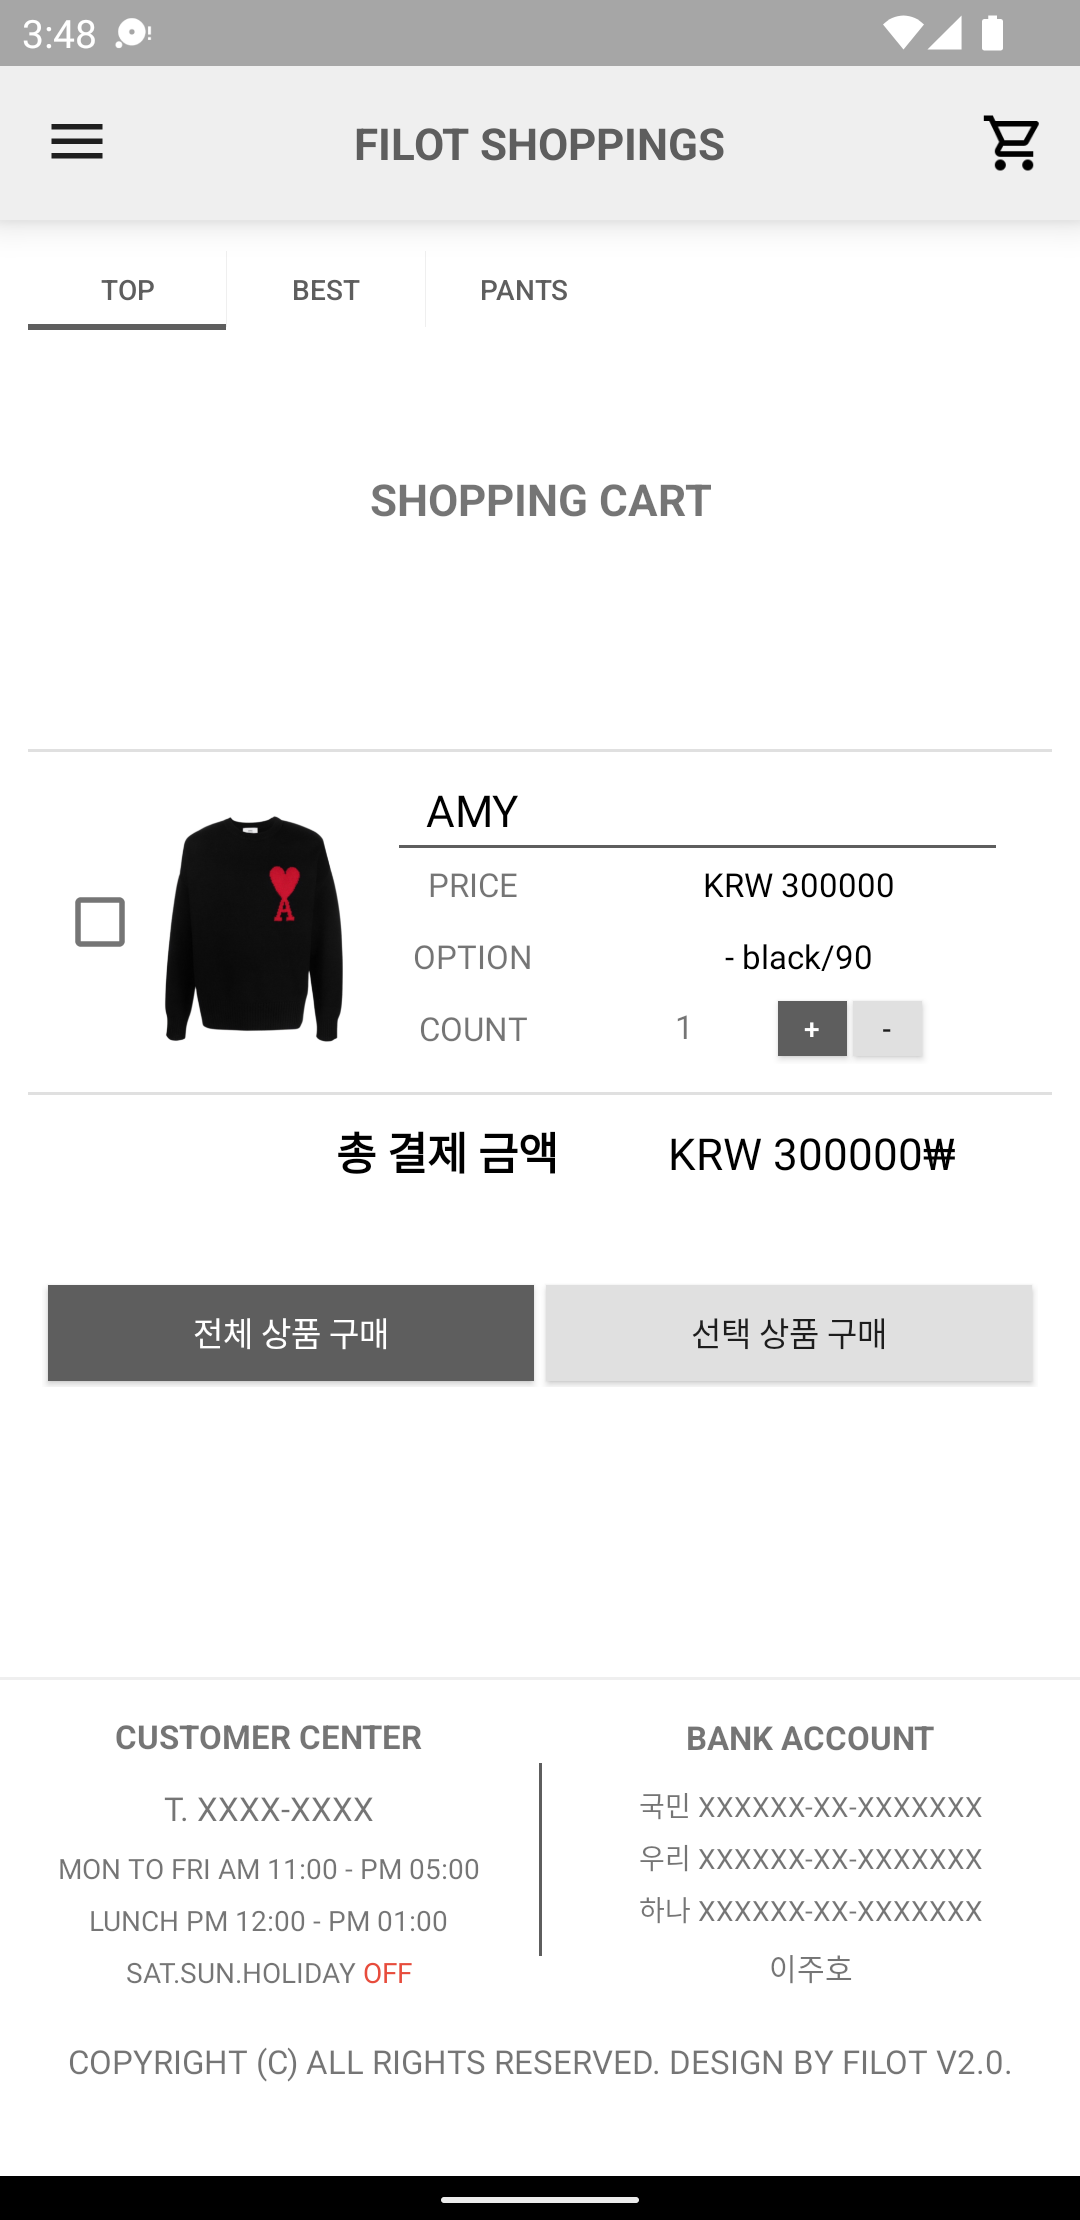 3:48
FILOT SHOPPINGS
TOP BEST PANTS
SHOPPING CART
AMY
A
PRICE KRW 300000
OPTION - black/90
COUNT 1 + -
총 결제 금액 KRW 300000₩
전체 상품 구매 선택 상품 구매
CUSTOMER CENTER
T. XXXX-XXXX
MON TO FRI AM 11:00 - PM 05:00
LUNCH PM 12:00 - PM 01:00
SAT.SUN.HOLIDAY OFF
BANK ACCOUNT
국민 XXXXXX-XX-XXXXXXX
우리 XXXXXX-XX-XXXXXXX
하나 XXXXXX-XX-XXXXXXX
이주호
COPYRIGHT (C) ALL RIGHTS RESERVED. DESIGN BY FILOT V2.0.